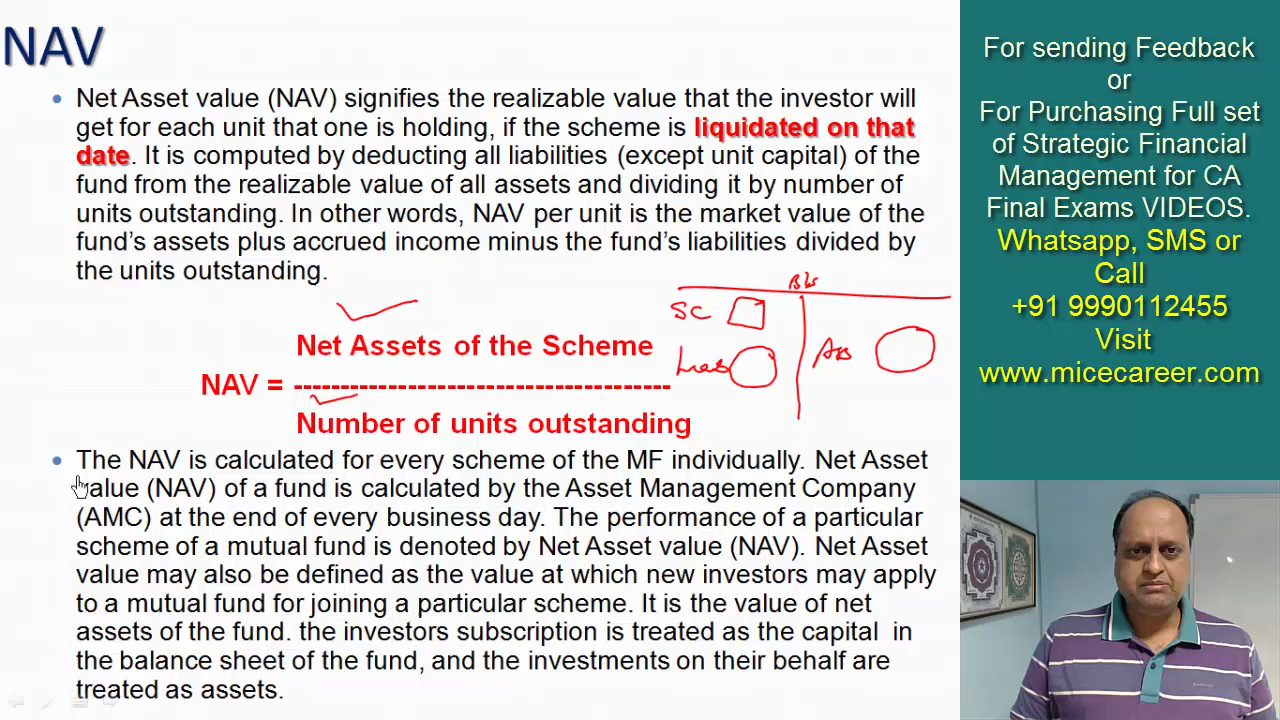 NAV
• Net Asset value (NAV) signifies the realizable value that the investor will
get for each unit that one is holding, if the scheme is liquidated on that
date. It is computed by deducting all liabilities (except unit capital) of the
fund from the realizable value of all assets and dividing it by number of
units outstanding. In other words, NAV per unit is the market value of the
fund's assets plus accrued income minus the fund's liabilities divided by
the units outstanding.
B/s
SC
Net Assets of the Scheme
Liab
Ass
NAV = ----------------------------------------
Number of units outstanding
• The NAV is calculated for every scheme of the MF individually. Net Asset
value (NAV) of a fund is calculated by the Asset Management Company
(AMC) at the end of every business day. The performance of a particular
scheme of a mutual fund is denoted by Net Asset value (NAV). Net Asset
value may also be defined as the value at which new investors may apply
to a mutual fund for joining a particular scheme. It is the value of net
assets of the fund. the investors subscription is treated as the capital in
the balance sheet of the fund, and the investments on their behalf are
treated as assets.
For sending Feedback
or
For Purchasing Full set
of Strategic Financial
Management for CA
Final Exams VIDEOS.
Whatsapp, SMS or
Call
+91 9990112455
Visit
www.micecareer.com